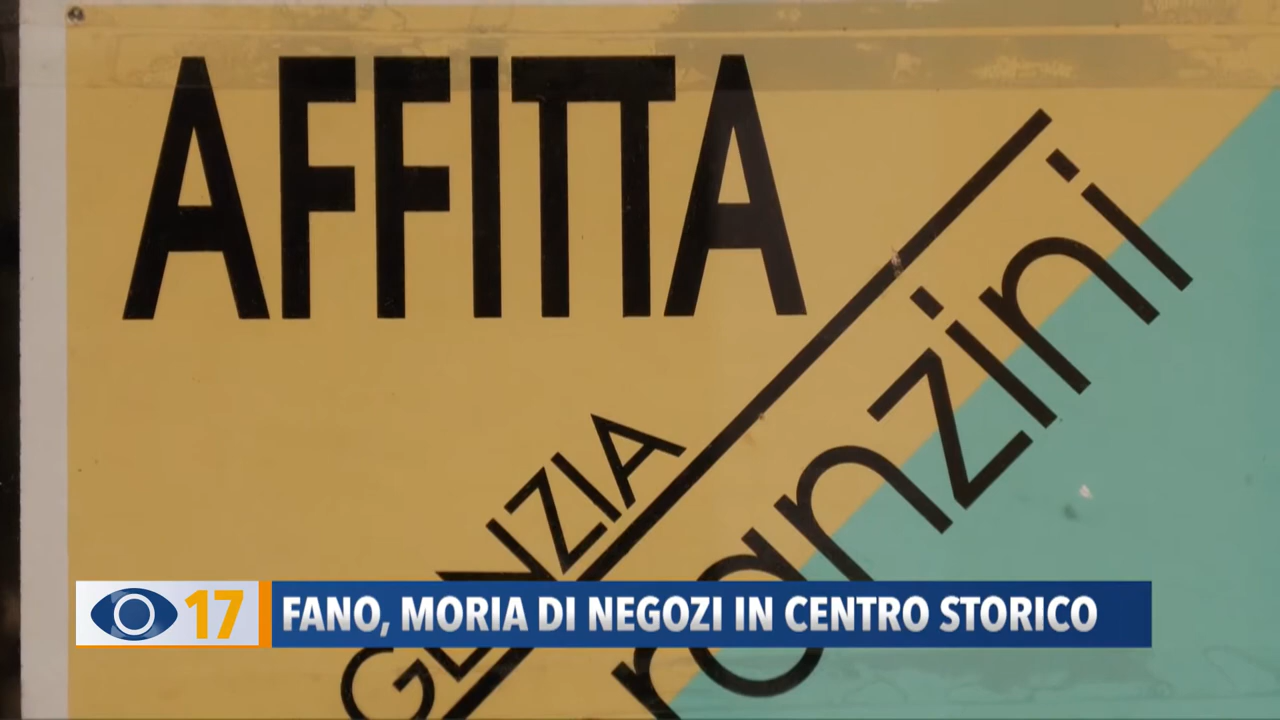 AFFITTA
GENZIA
ranzini
17
FANO, MORIA DI NEGOZI IN CENTRO STORICO